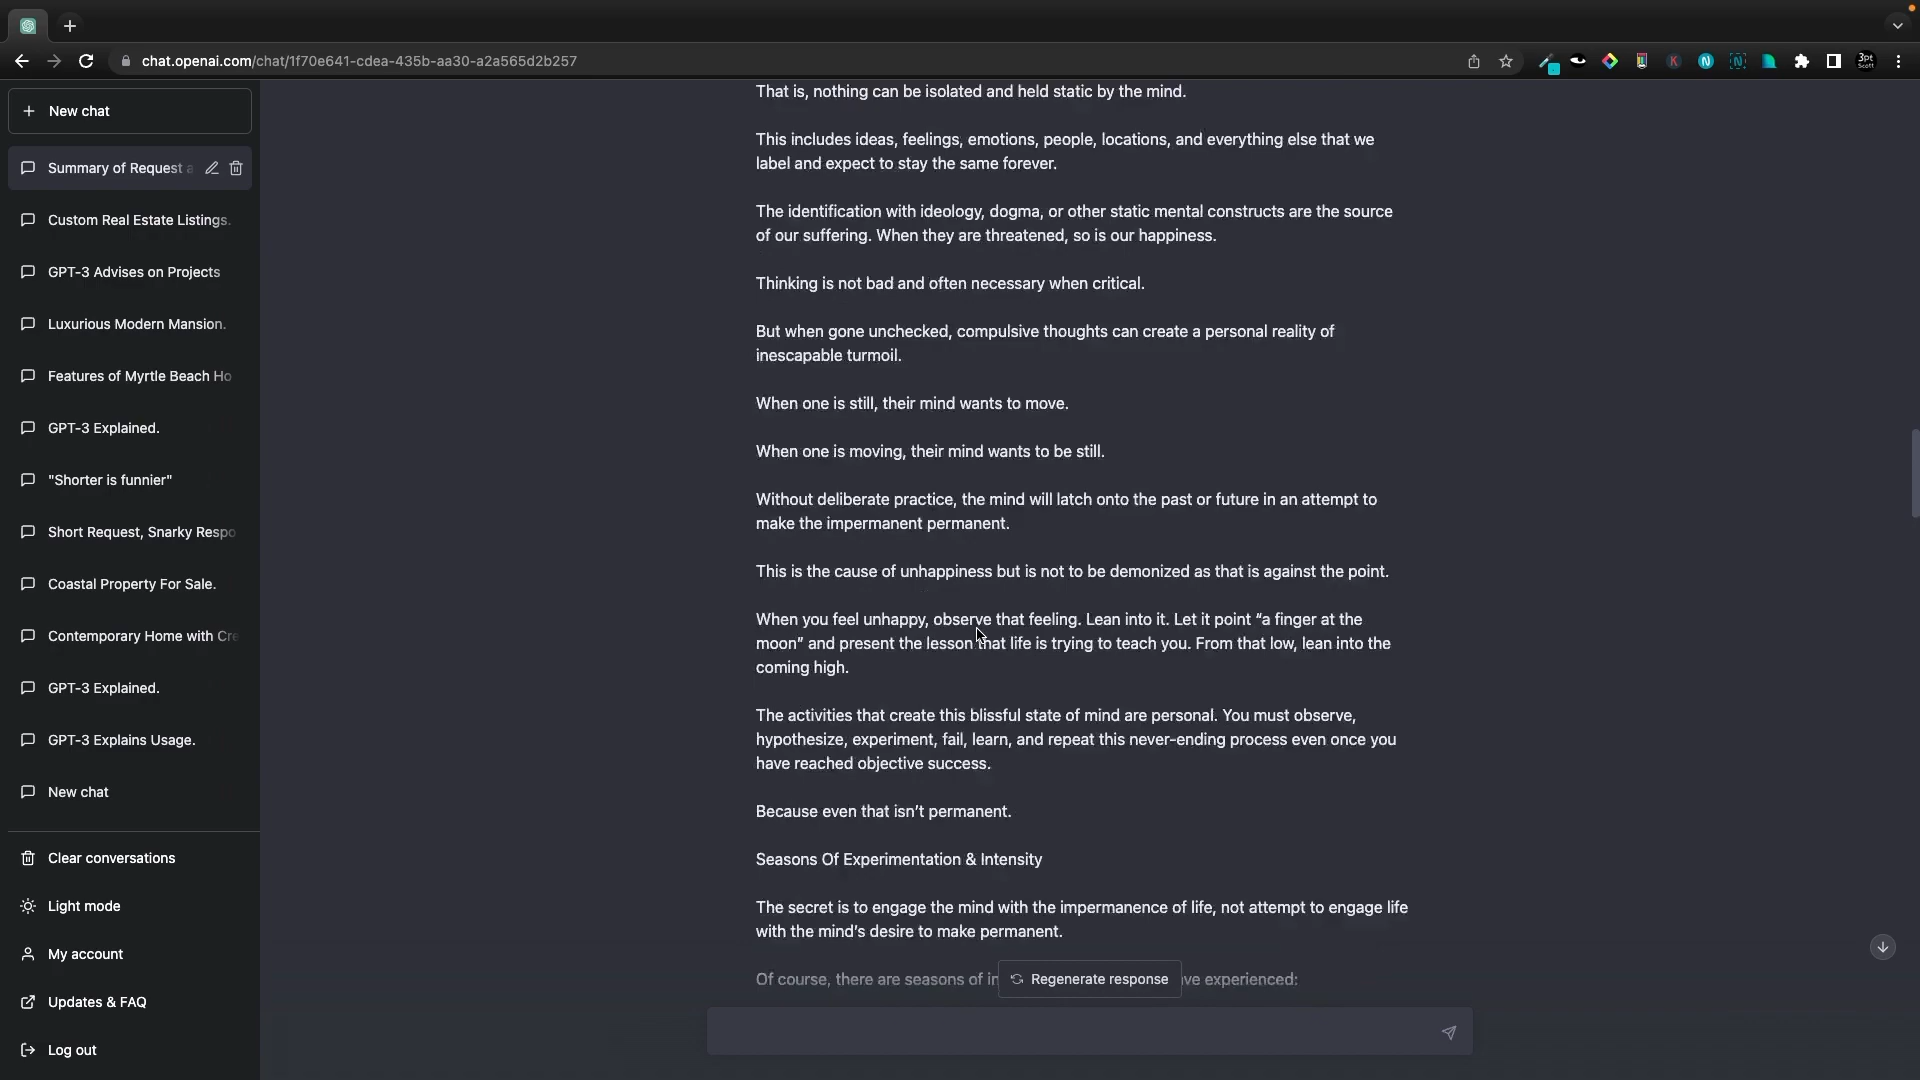 chat.openai.com/chat/1f70e641-cdea-435b-aa30-a2a565d2b257
3pt
Scott
New chat
Summary of Request a
Custom Real Estate Listings.
GPT-3 Advises on Projects
Luxurious Modern Mansion.
Features of Myrtle Beach Ho
GPT-3 Explained.
"Shorter is funnier"
Short Request, Snarky Respo
Coastal Property For Sale.
Contemporary Home with Cre
GPT-3 Explained.
GPT-3 Explains Usage.
New chat
Clear conversations
Light mode
My account
Updates & FAQ
Log out
That is, nothing can be isolated and held static by the mind.
This includes ideas, feelings, emotions, people, locations, and everything else that we
label and expect to stay the same forever.
The identification with ideology, dogma, or other static mental constructs are the source
of our suffering. When they are threatened, so is our happiness.
Thinking is not bad and often necessary when critical.
But when gone unchecked, compulsive thoughts can create a personal reality of
inescapable turmoil.
When one is still, their mind wants to move.
When one is moving, their mind wants to be still.
Without deliberate practice, the mind will latch onto the past or future in an attempt to
make the impermanent permanent.
This is the cause of unhappiness but is not to be demonized as that is against the point.
When you feel unhappy, observe that feeling. Lean into it. Let it point “a finger at the
moon” and present the lesson that life is trying to teach you. From that low, lean into the
coming high.
The activities that create this blissful state of mind are personal. You must observe,
hypothesize, experiment, fail, learn, and repeat this never-ending process even once you
have reached objective success.
Because even that isn’t permanent.
Seasons Of Experimentation & Intensity
The secret is to engage the mind with the impermanence of life, not attempt to engage life
with the mind’s desire to make permanent.
Of course, there are seasons of in
Regenerate response
ve experienced: